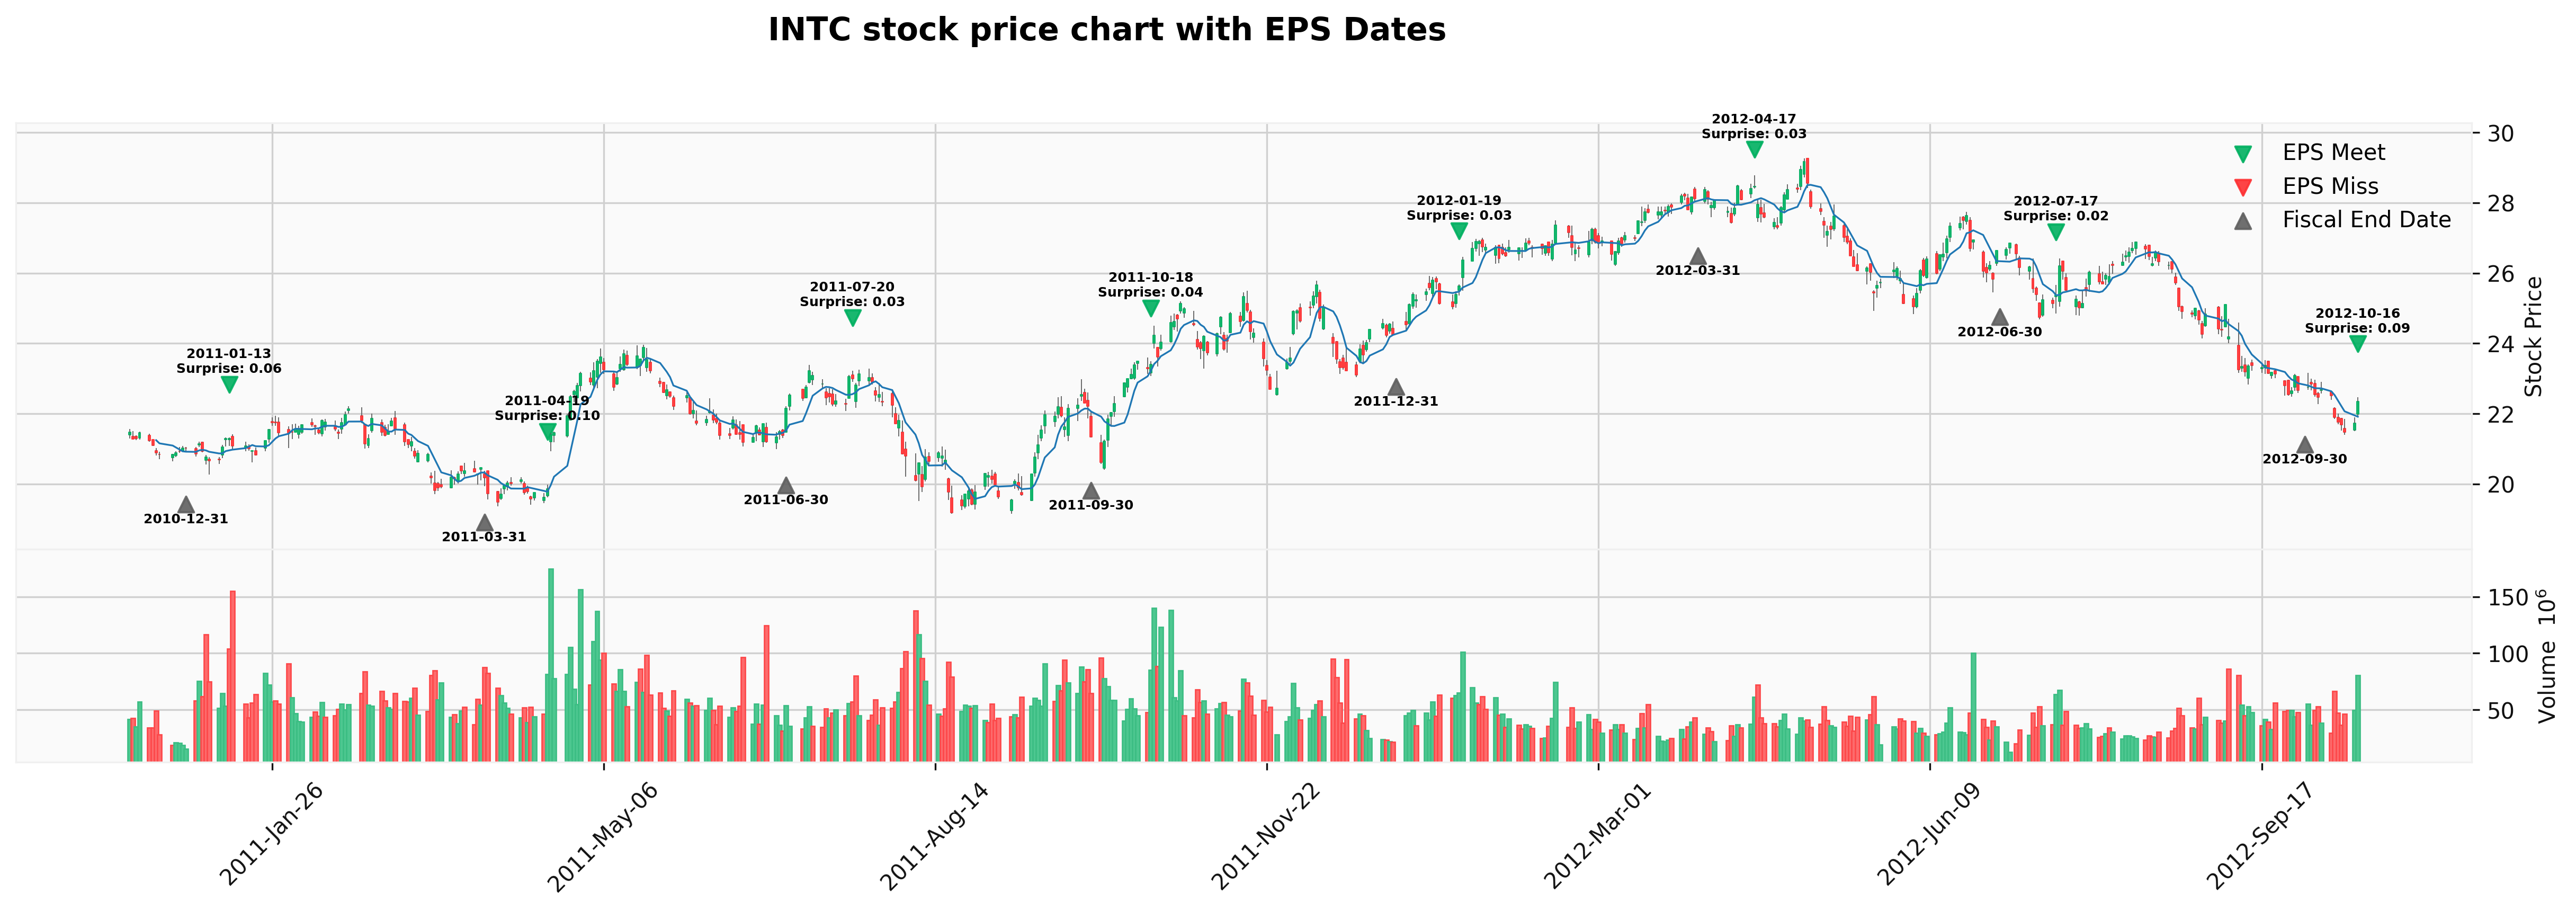 INTC stock price chart with EPS Dates
2012-04-17
Surprise: 0.03
30
EPS Meet
EPS Miss
Fiscal End Date
2012-01-19
Surprise: 0.03
2012-07-17
Surprise: 0.02
28
2012-03-31
26
2011-10-18
Surprise: 0.04
2011-07-20
Surprise: 0.03
2012-10-16
Surprise: 0.09
2012-06-30
24
Stock Price
2011-01-13
Surprise: 0.06
2011-04-19
Surprise: 0.10
2011-12-31
22
2012-09-30
20
2011-06-30
2011-09-30
2010-12-31
2011-03-31
150
100
50
Volume 10⁶
2011-Jan-26
2011-May-06
2011-Aug-14
2011-Nov-22
2012-Mar-01
2012-Jun-09
2012-Sep-17